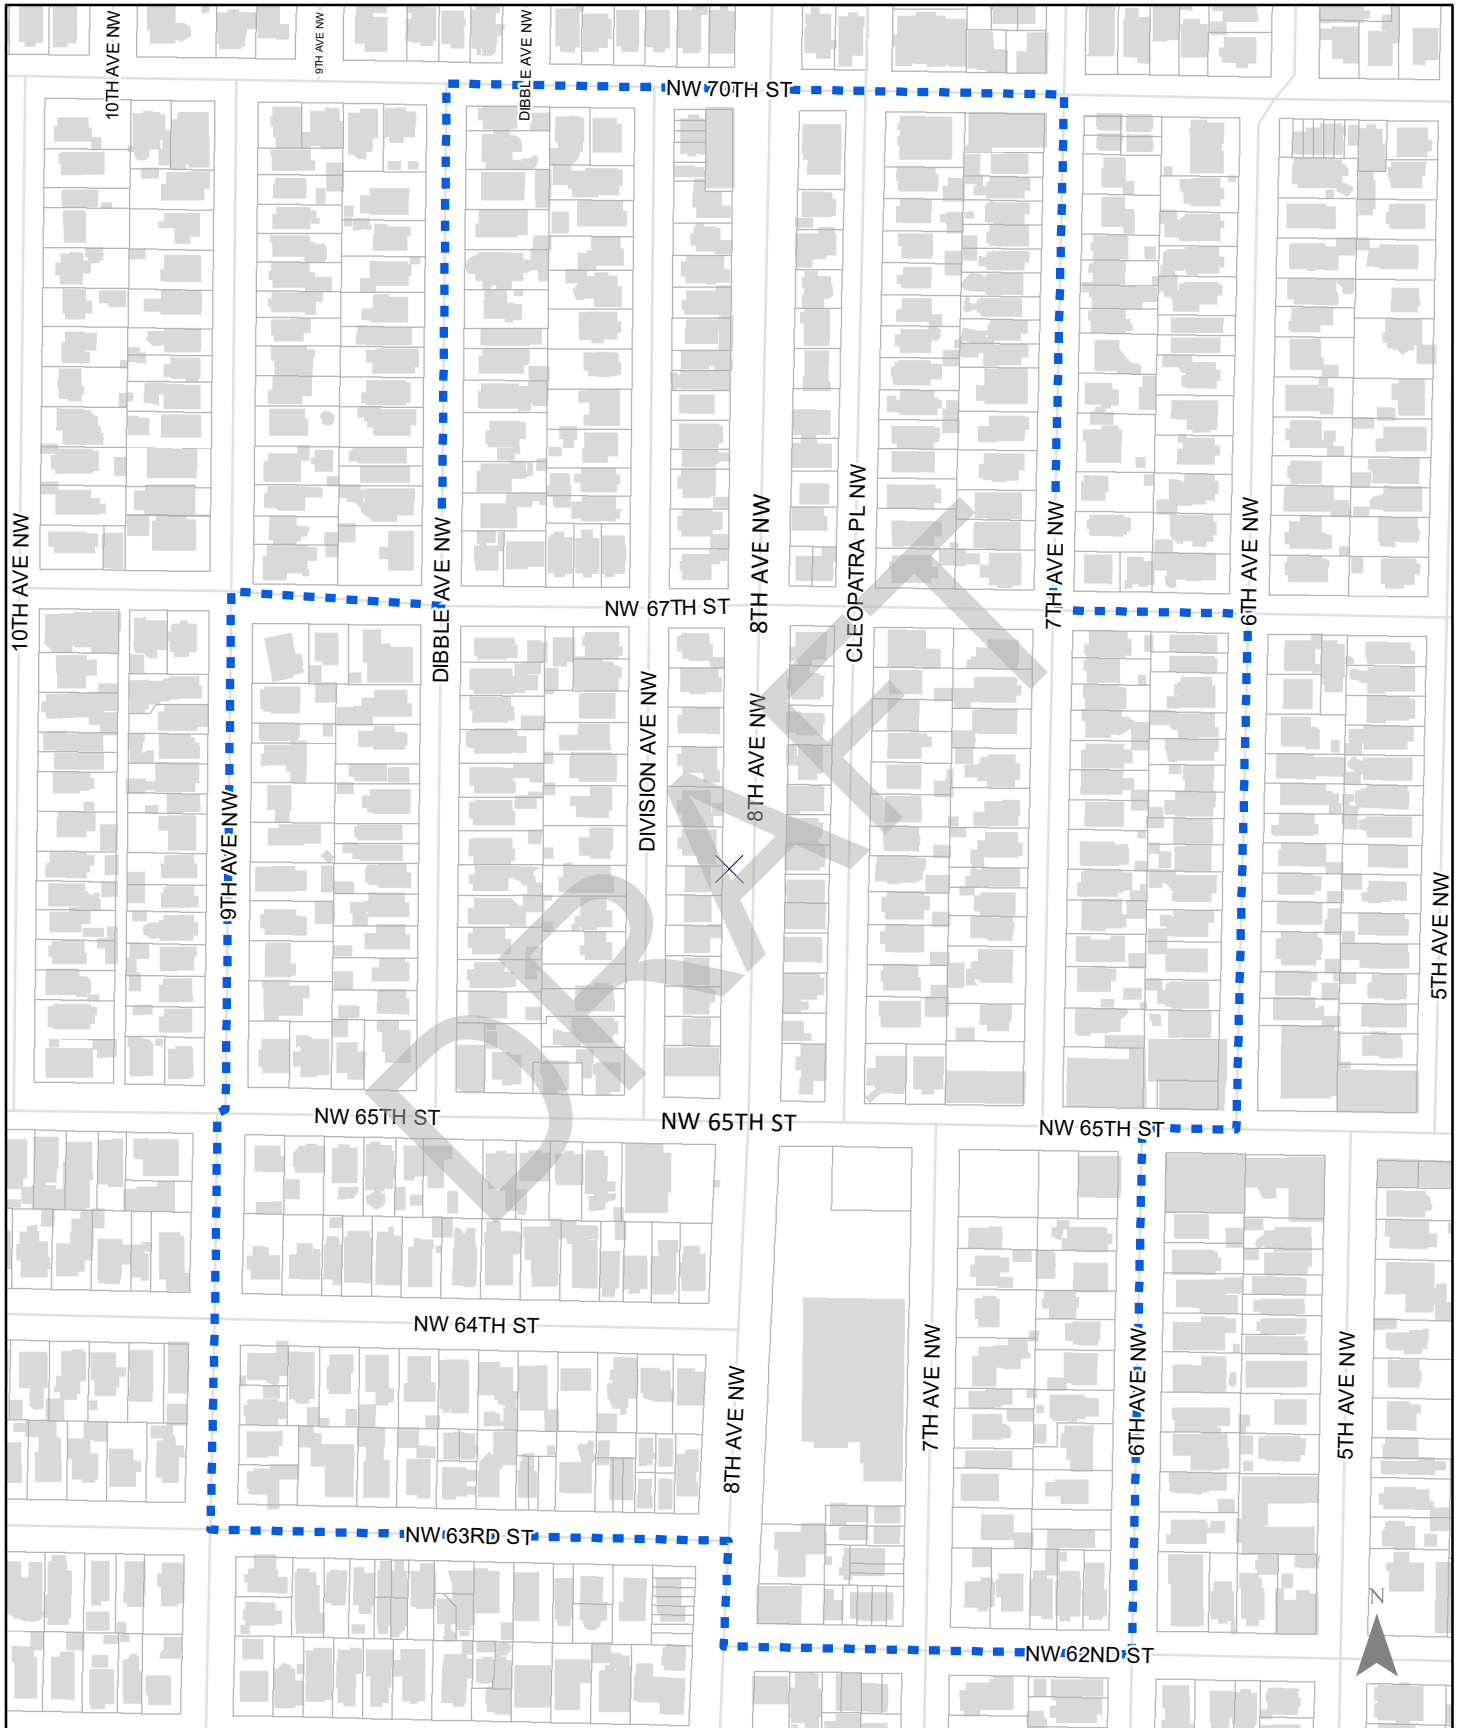 10TH AVE NW
9TH AVE NW
DIBBLE AVE NW
NW 70TH ST
10TH AVE NW
DIBBLE AVE NW
NW 67TH ST
8TH AVE NW
CLEOPATRA PL NW
7TH AVE NW
6TH AVE NW
DIVISION AVE NW
8TH AVE NW
9TH AVE NW
5TH AVE NW
DRAFT
NW 65TH ST
NW 65TH ST
NW 65TH ST
NW 64TH ST
8TH AVE NW
7TH AVE NW
6TH AVE NW
5TH AVE NW
NW 63RD ST
N
NW 62ND ST